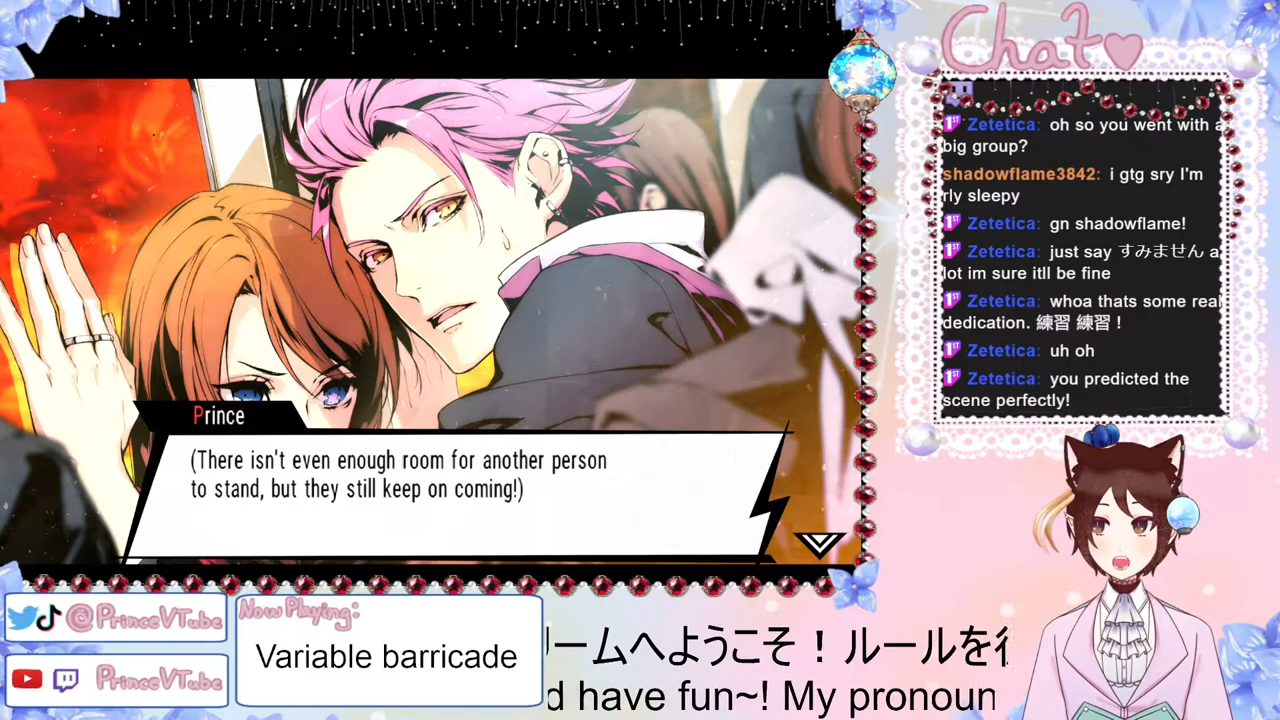 Chat
Zetetica: oh so you went with a
big group?
shadowflame3842: i gtg sry I'm
rly sleepy
Zetetica: gn shadowflame!
Zetetica: just say すみません a
lot im sure itll be fine
Zetetica: whoa thats some real
dedication. 練習 練習！
Zetetica: uh oh
Zetetica: you predicted the
scene perfectly!
Prince
(There isn't even enough room for another person
to stand, but they still keep on coming!)
@PrinceVTube
PrinceVTube
Now Playing:
Variable barricade
ームへようこそ！ルールを
d have fun~! My pronoun